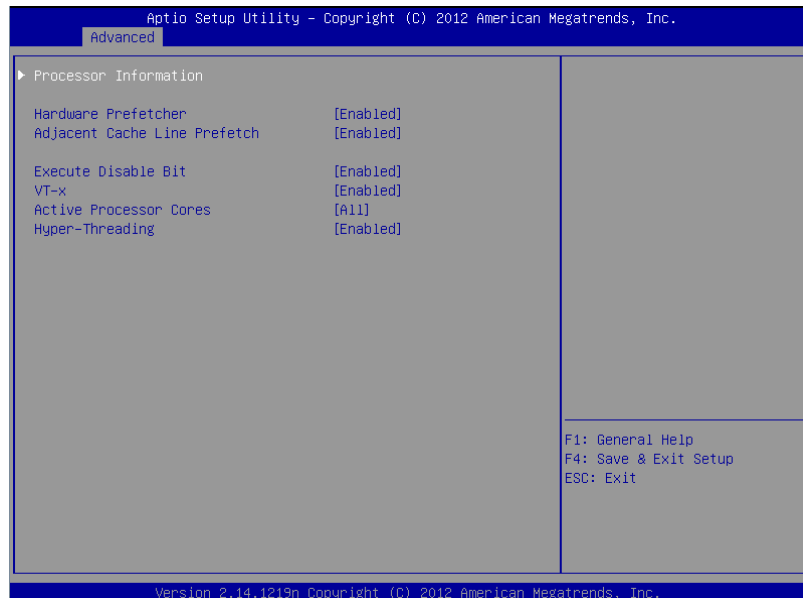 Aptio Setup Utility – Copyright (C) 2012 American Megatrends, Inc.
Advanced
Processor Information
Hardware Prefetcher [Enabled]
Adjacent Cache Line Prefetch [Enabled]
Execute Disable Bit [Enabled]
VT-x [Enabled]
Active Processor Cores [All]
Hyper-Threading [Enabled]
F1: General Help
F4: Save & Exit Setup
ESC: Exit
Version 2.14.1219n Copyright (C) 2012 American Megatrends, Inc.